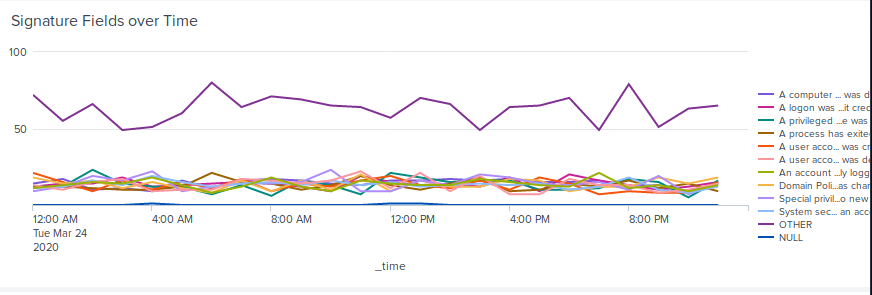 Signature Fields over Time
100
50
12:00 AM 4:00 AM 8:00 AM 12:00 PM 4:00 PM 8:00 PM
Tue Mar 24
2020
_time
A computer ... was d
A logon was ...it crec
A privileged ...e was
A process has exite
A user acco... was cr
A user acco... was de
An account ...ly logg
Domain Poli...as char
Special privil...o new
System sec... an acce
OTHER
NULL